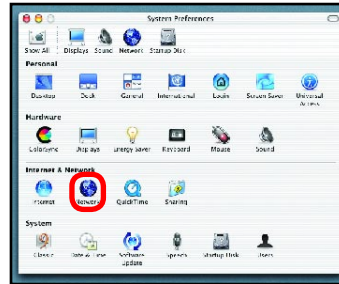 System Preferences
Show All Displays Sound Network Startup Disk
Personal
Desktop Dock General International Login Screen Saver Universal Access
Hardware
ColorSync Displays Energy Saver Keyboard Mouse Sound
Internet & Network
Internet Network QuickTime Sharing
System
Classic Date & Time Software Update Speech Startup Disk Users